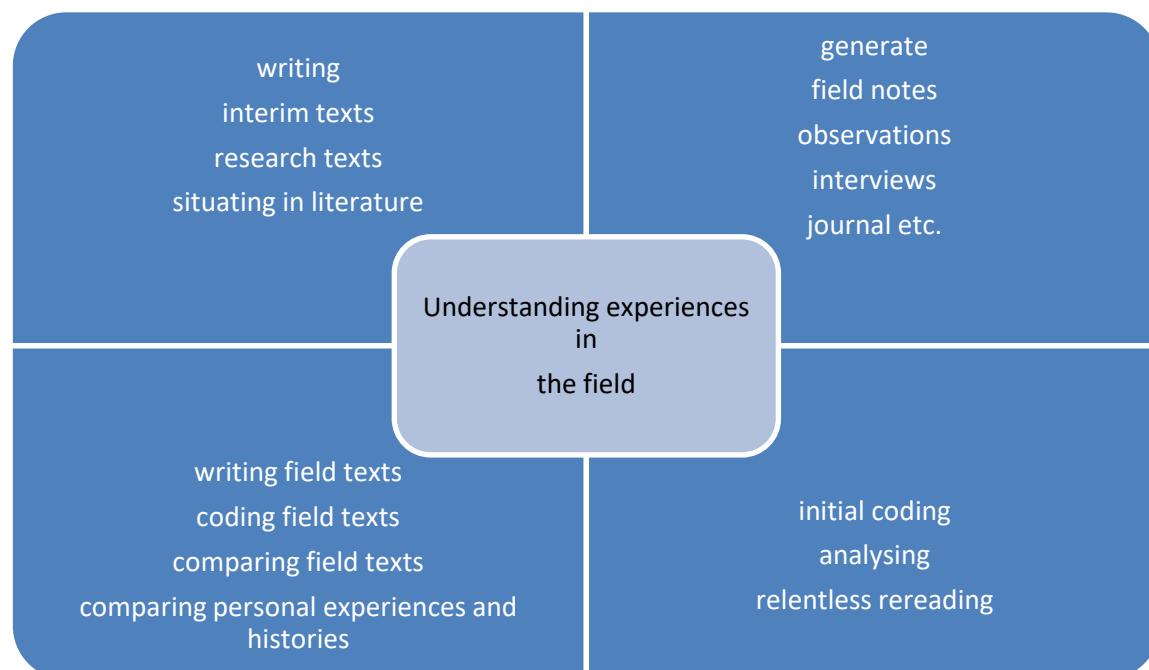 writing
interim texts
research texts
situating in literature
generate
field notes
observations
interviews
journal etc.
Understanding experiences
in
the field
writing field texts
coding field texts
comparing field texts
comparing personal experiences and
histories
initial coding
analysing
relentless rereading